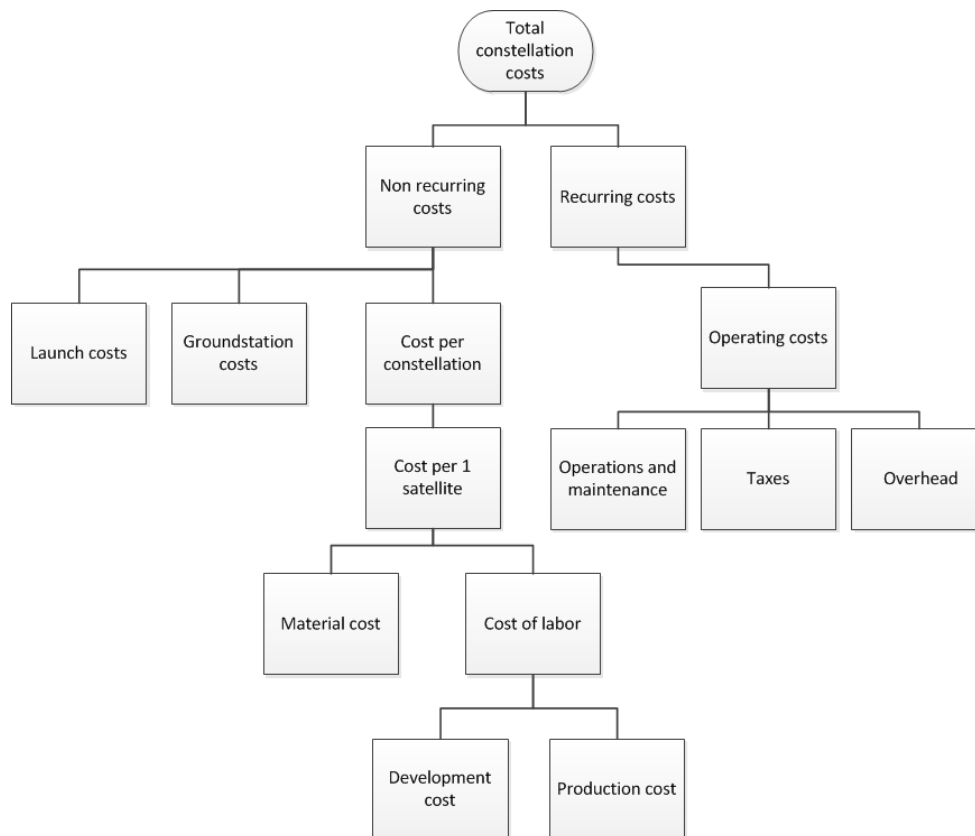 Total
constellation
costs
Non recurring
costs
Recurring costs
Launch costs
Groundstation
costs
Cost per
constellation
Operating costs
Cost per 1
satellite
Operations and
maintenance
Taxes
Overhead
Material cost
Cost of labor
Development
cost
Production cost